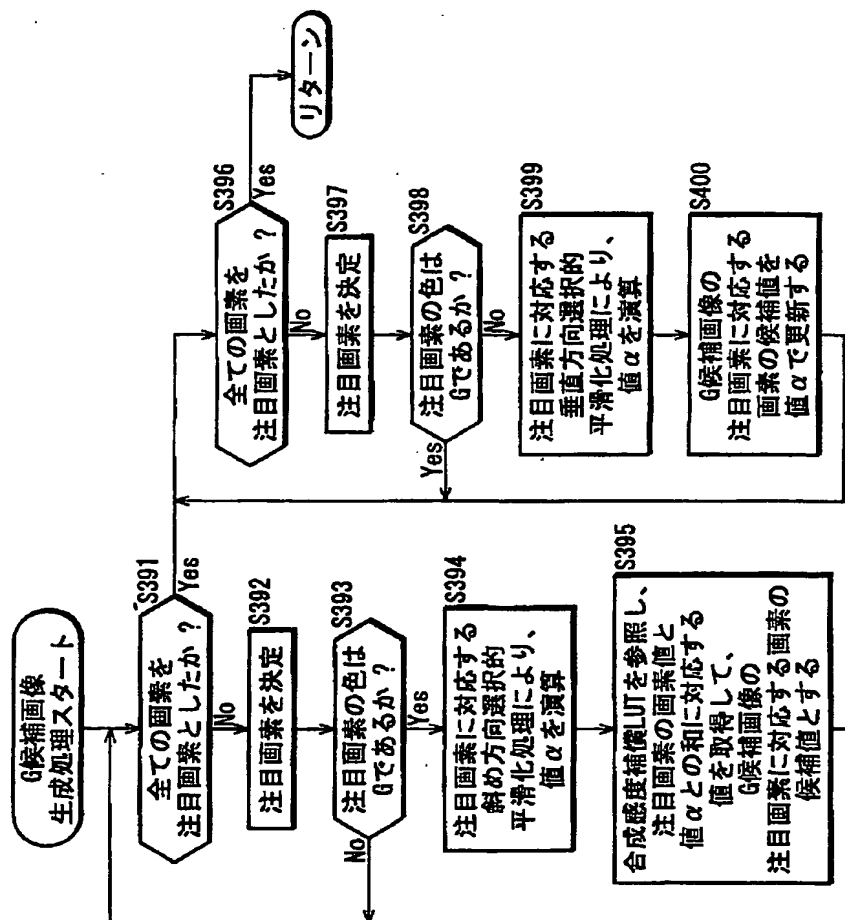 G候補画像
生成処理スタート
S391
全ての画素を
注目画素としたか？
Yes
No
S392
注目画素を決定
S393
注目画素の色は
Gであるか？
No
Yes
S394
注目画素に対応する
斜め方向選択的
平滑化処理により、
値αを演算
S395
合成感度補償LUTを参照し、
注目画素の画素値と
値αとの和に対応する
値を取得して、
G候補画像の
注目画素に対応する画素の
候補値とする
S396
全ての画素を
注目画素としたか？
Yes
リターン
No
S397
注目画素を決定
S398
注目画素の色は
Gであるか？
Yes
No
S399
注目画素に対応する
垂直方向選択的
平滑化処理により、
値αを演算
S400
G候補画像の
注目画素に対応する
画素の候補値を
値αで更新する